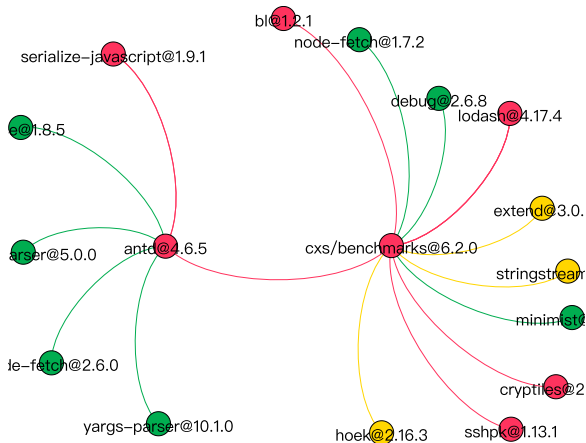 bl@1.2.1
node-fetch@1.7.2
serialize-javascript@1.9.1
debug@2.6.8
lodash@4.17.4
e@1.8.5
extend@3.0.
arser@5.0.0
antd@4.6.5
cxs/benchmarks@6.2.0
stringstream
minimist@
de-fetch@2.6.0
cryptiles@2
yargs-parser@10.1.0
hoek@2.16.3
sshpk@1.13.1